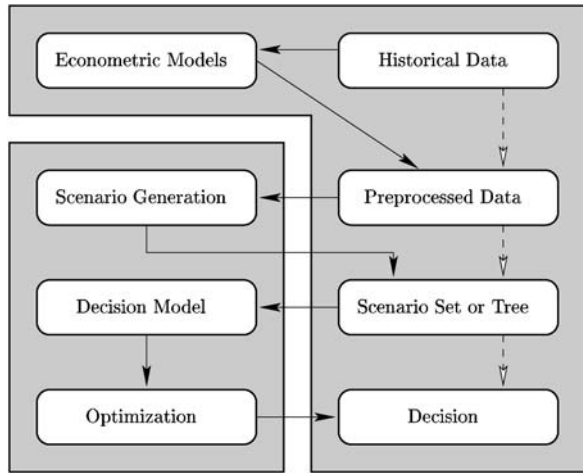 Econometric Models
Historical Data
Scenario Generation
Preprocessed Data
Decision Model
Scenario Set or Tree
Optimization
Decision